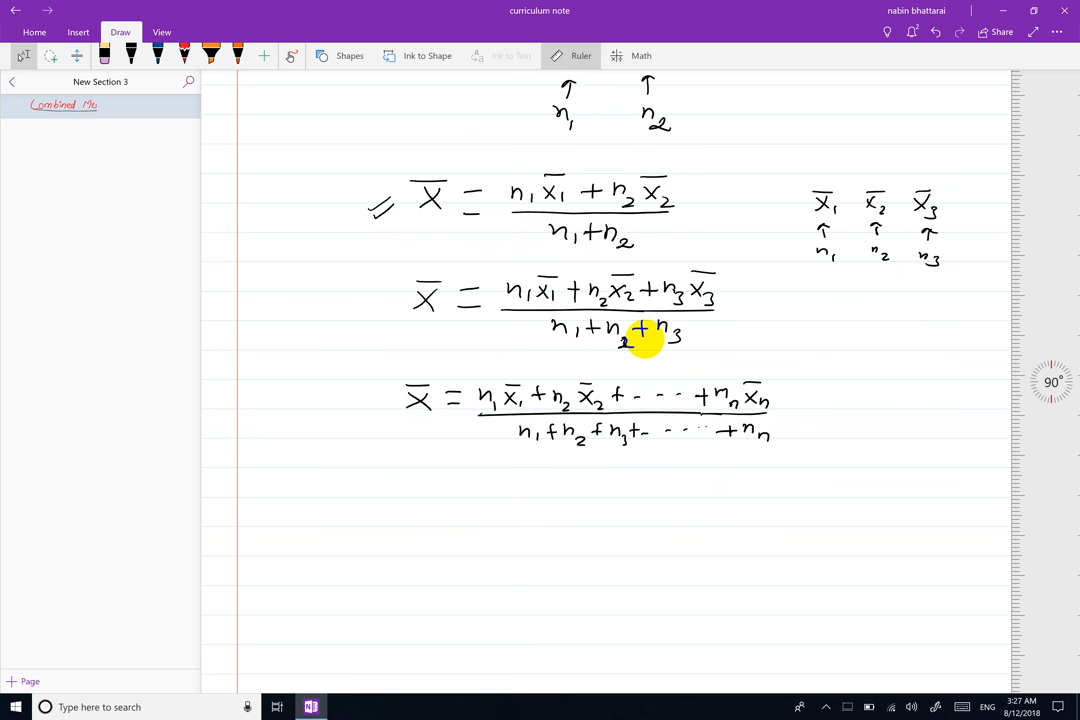 curriculum note
nabin bhattarai
Home Insert Draw View
Share
Shapes Ink to Shape Ink to Text Ruler Math
New Section 3
Combined Me
n₁ n₂
X̅ = (n₁x̅₁ + n₂x̅₂) / (n₁+n₂)
x̅₁ x̅₂ x̅₃
n₁ n₂ n₃
X̅ = (n₁x̅₁ + n₂x̅₂ + n₃x̅₃) / (n₁+n₂+n₃)
X̅ = (n₁x̅₁ + n₂x̅₂ + ---- + nₙx̅ₙ) / (n₁+n₂+n₃+----- + nₙ)
90°
+ Page
Type here to search
ENG
3:27 AM
8/12/2018